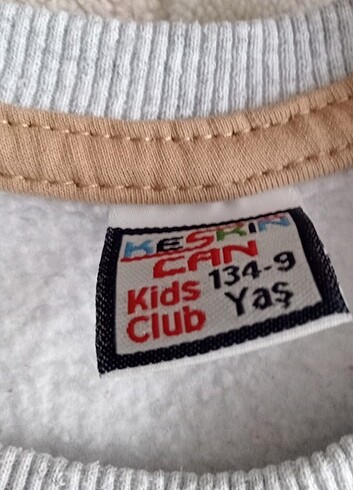 KESKİN
CAN
Kids 134-9
Club Yaş